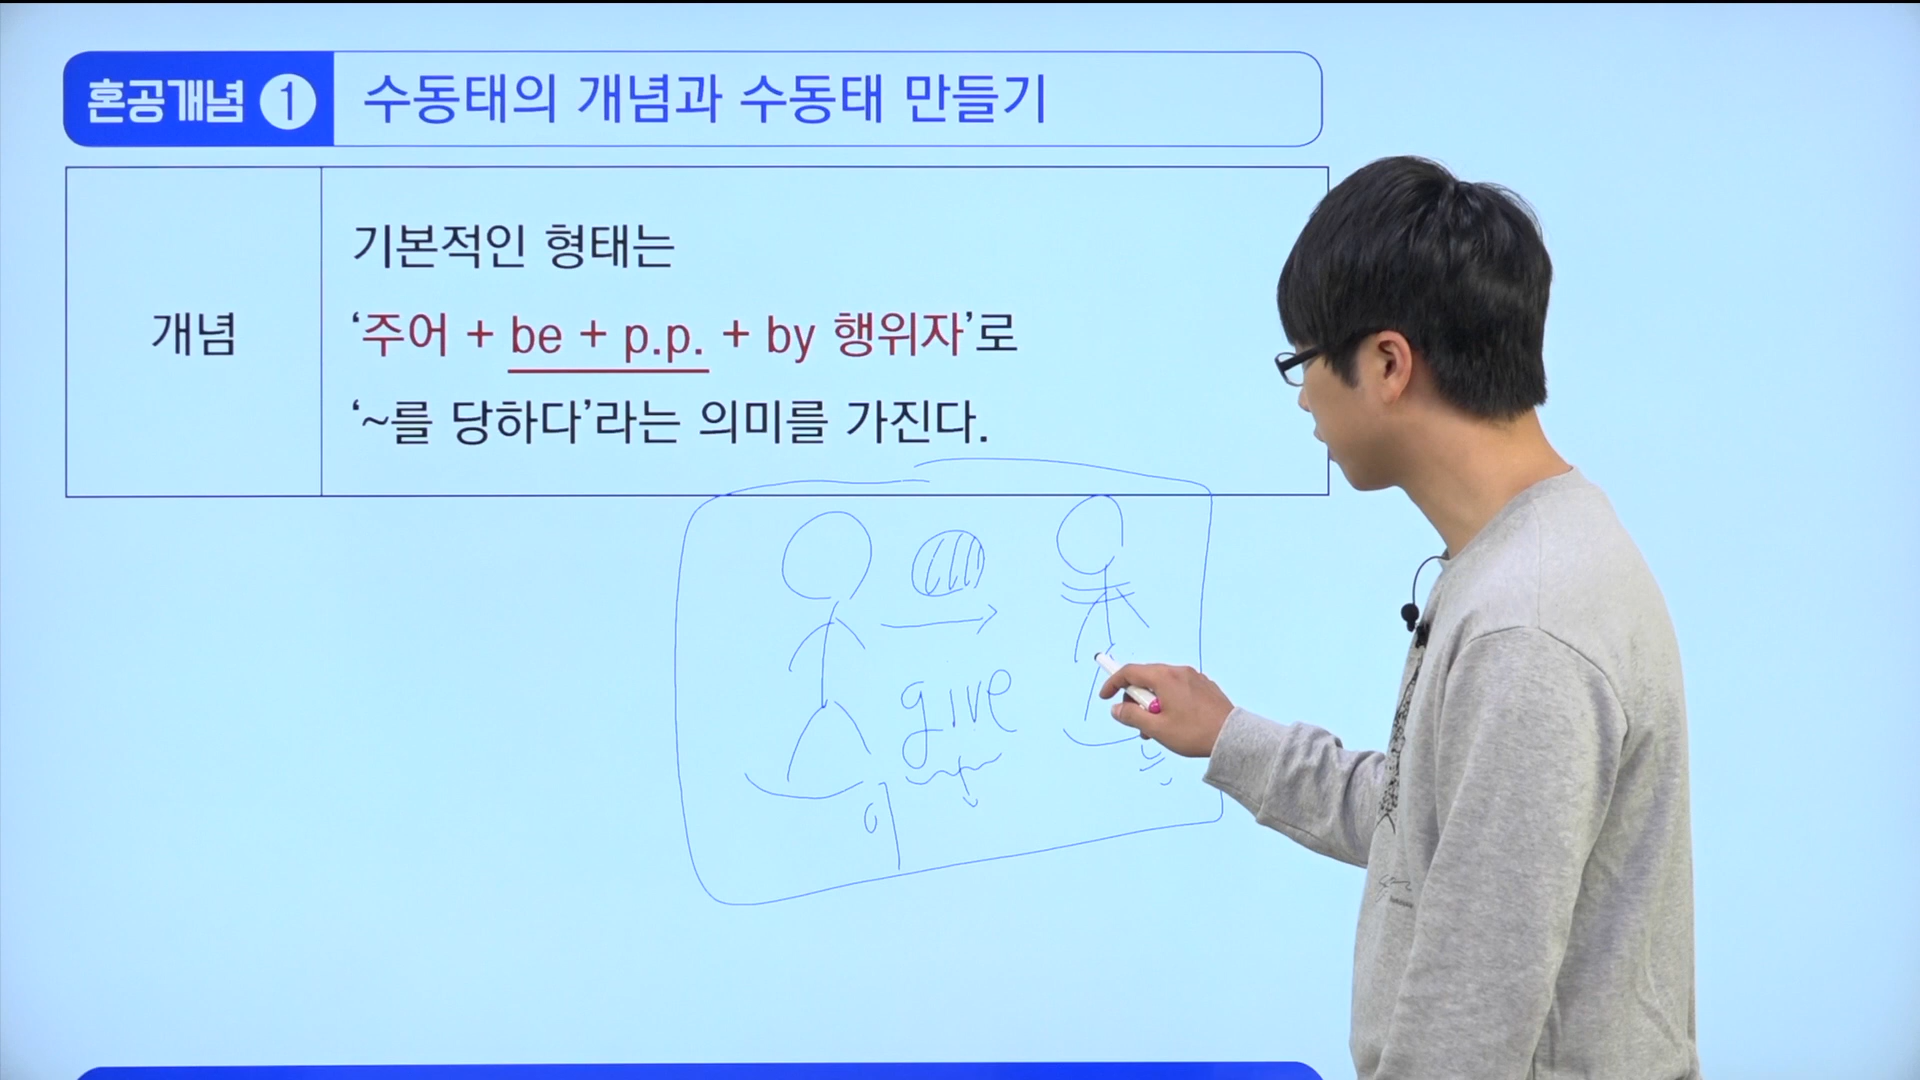 혼공개념 1 수동태의 개념과 수동태 만들기
개념
기본적인 형태는
‘주어 + be + p.p. + by 행위자’로
‘~를 당하다’라는 의미를 가진다.
give